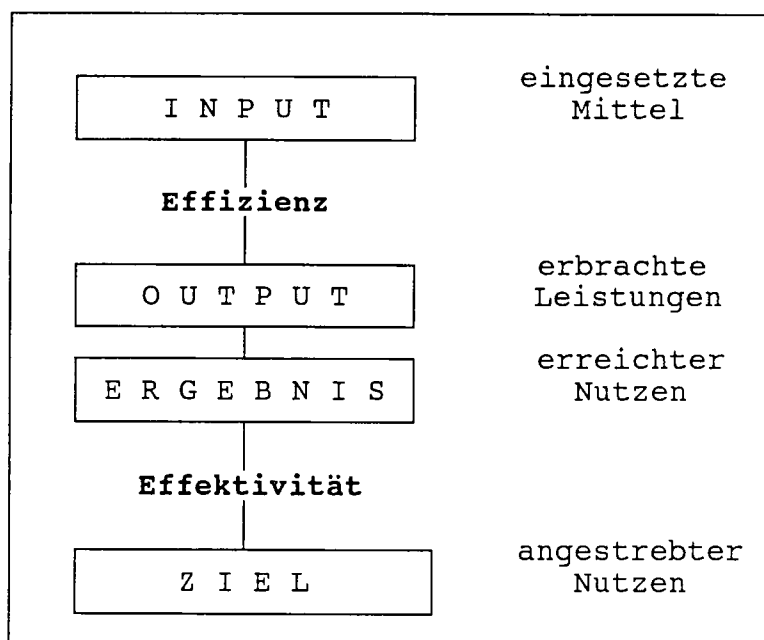 I N P U T
eingesetzte
Mittel
Effizienz
O U T P U T
erbrachte
Leistungen
E R G E B N I S
erreichter
Nutzen
Effektivität
Z I E L
angestrebter
Nutzen